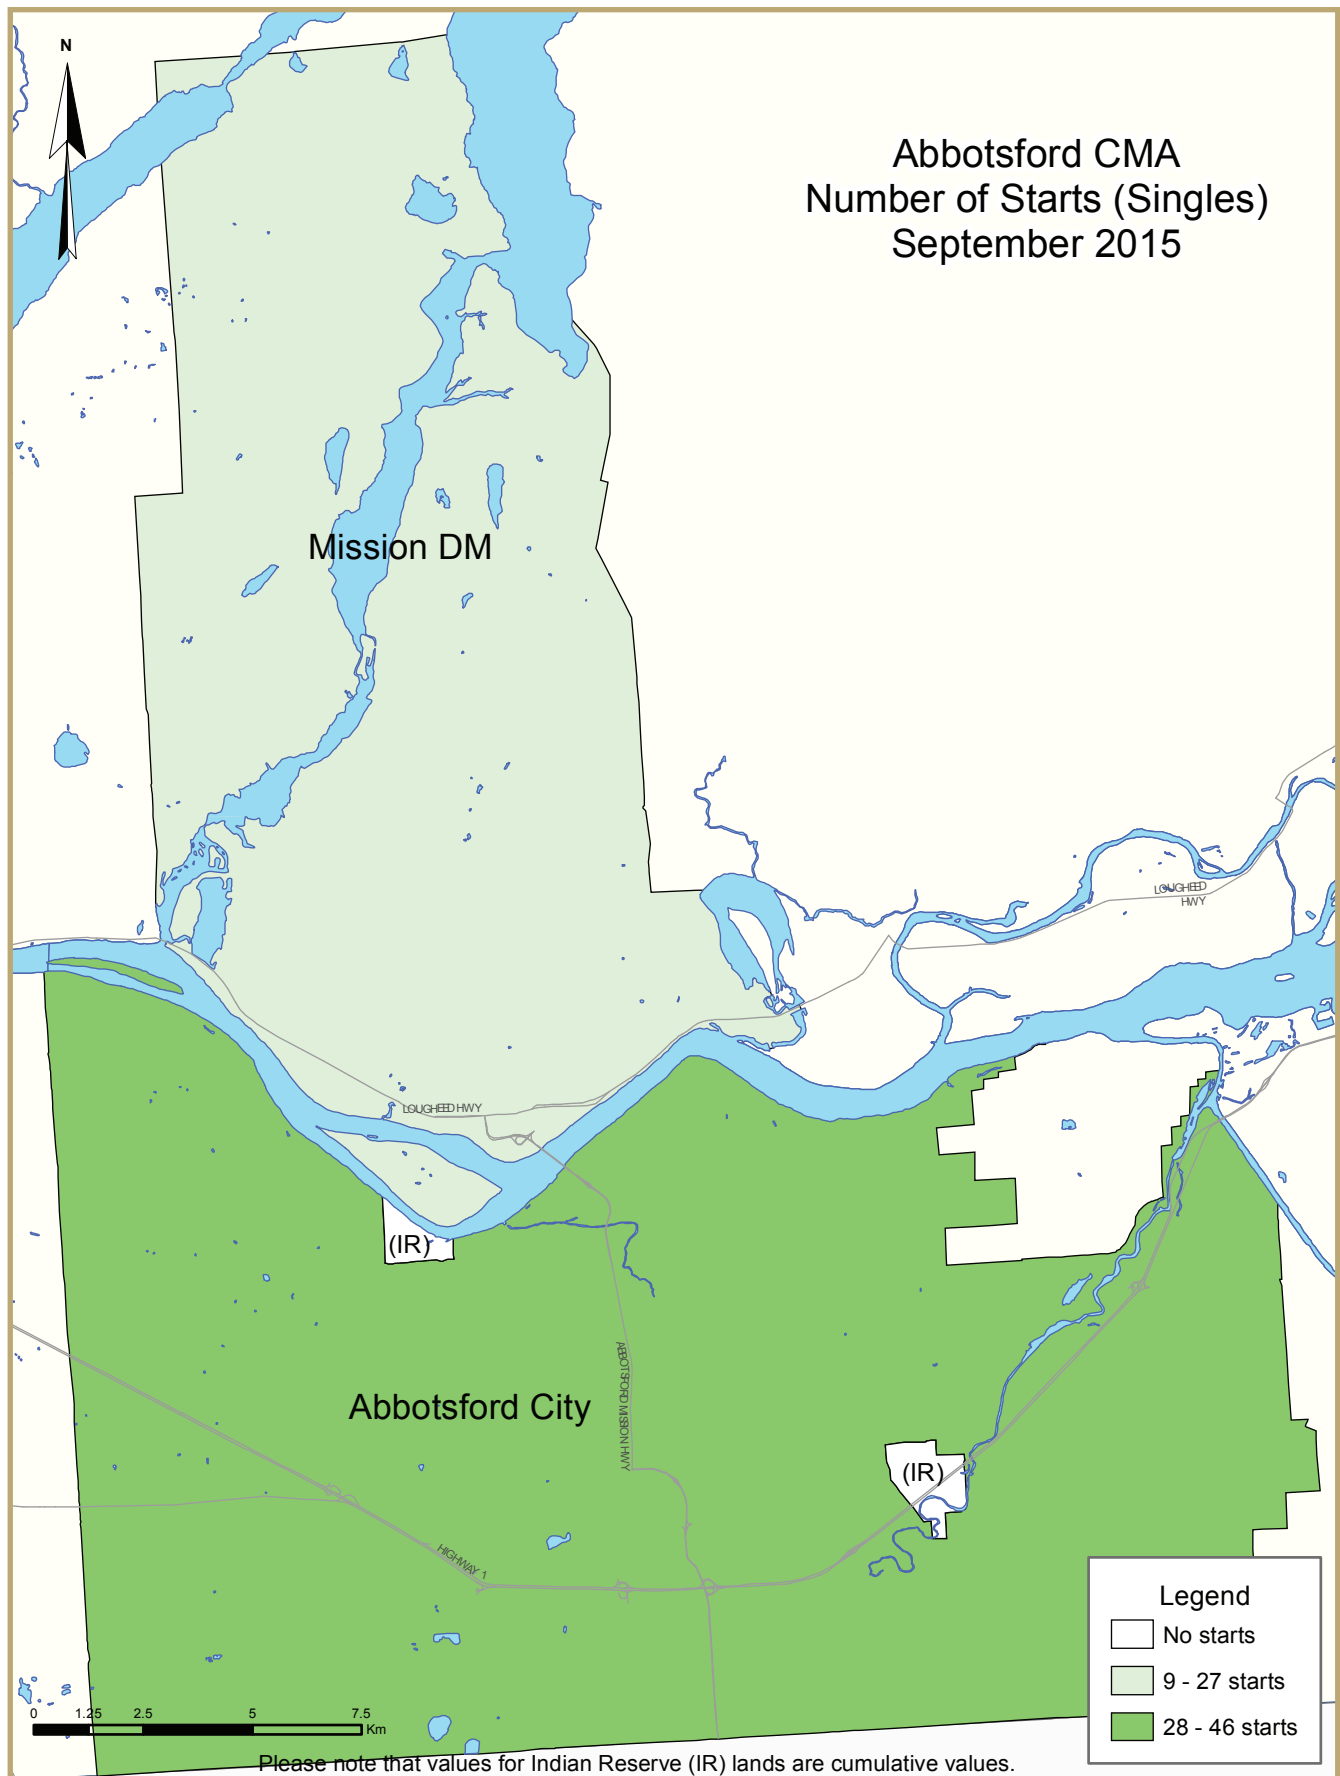 N
Abbotsford CMA
Number of Starts (Singles)
September 2015
Mission DM
LOUGHEED
HWY
LOUGHEED HWY
(IR)
ABBOTSFORD MISSION HWY
Abbotsford City
(IR)
HIGHWAY 1
Legend
No starts
9 - 27 starts
28 - 46 starts
0 1.25 2.5 5 7.5
Km
Please note that values for Indian Reserve (IR) lands are cumulative values.